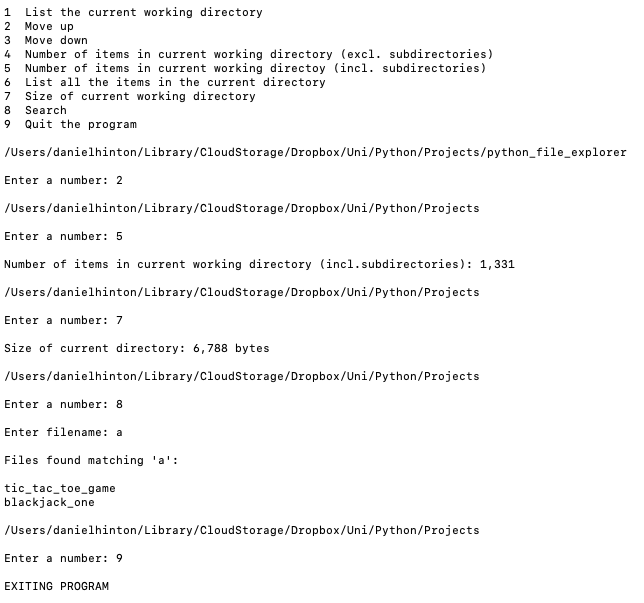 1  List the current working directory
2  Move up
3  Move down
4  Number of items in current working directory (excl. subdirectories)
5  Number of items in current working directoy (incl. subdirectories)
6  List all the items in the current directory
7  Size of current working directory
8  Search
9  Quit the program
/Users/danielhinton/Library/CloudStorage/Dropbox/Uni/Python/Projects/python_file_explorer
Enter a number: 2
/Users/danielhinton/Library/CloudStorage/Dropbox/Uni/Python/Projects
Enter a number: 5
Number of items in current working directory (incl.subdirectories): 1,331
/Users/danielhinton/Library/CloudStorage/Dropbox/Uni/Python/Projects
Enter a number: 7
Size of current directory: 6,788 bytes
/Users/danielhinton/Library/CloudStorage/Dropbox/Uni/Python/Projects
Enter a number: 8
Enter filename: a
Files found matching 'a':
tic_tac_toe_game
blackjack_one
/Users/danielhinton/Library/CloudStorage/Dropbox/Uni/Python/Projects
Enter a number: 9
EXITING PROGRAM